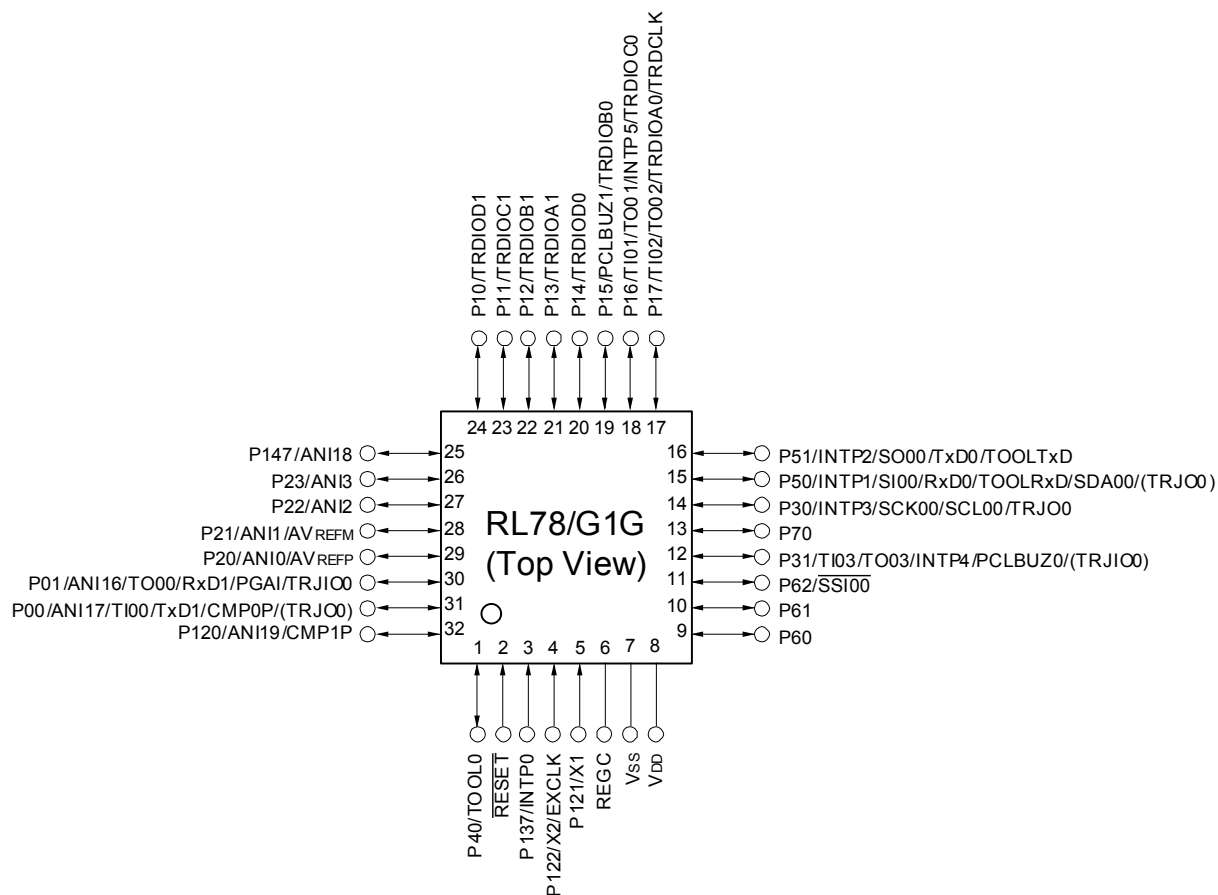 P10/TRDIOD1
P11/TRDIOC1
P12/TRDIOB1
P13/TRDIOA1
P14/TRDIOD0
P15/PCLBUZ1/TRDIOB0
P16/TI01/TO01/INTP5/TRDIOC0
P17/TI02/TO02/TRDIOA0/TRDCLK
24 23 22 21 20 19 18 17
P147/ANI18 25
P23/ANI3 26
P22/ANI2 27
P21/ANI1/AVREFM 28
P20/ANI0/AVREFP 29
P01/ANI16/TO00/RxD1/PGAI/TRJIO0 30
P00/ANI17/TI00/TxD1/CMP0P/(TRJO0) 31
P120/ANI19/CMP1P 32
RL78/G1G
(Top View)
16 P51/INTP2/SO00/TxD0/TOOLTxD
15 P50/INTP1/SI00/RxD0/TOOLRxD/SDA00/(TRJO0)
14 P30/INTP3/SCK00/SCL00/TRJO0
13 P70
12 P31/TI03/TO03/INTP4/PCLBUZ0/(TRJIO0)
11 P62/SSI00
10 P61
9 P60
1 2 3 4 5 6 7 8
P40/TOOL0
RESET
P137/INTP0
P122/X2/EXCLK
P121/X1
REGC
VSS
VDD